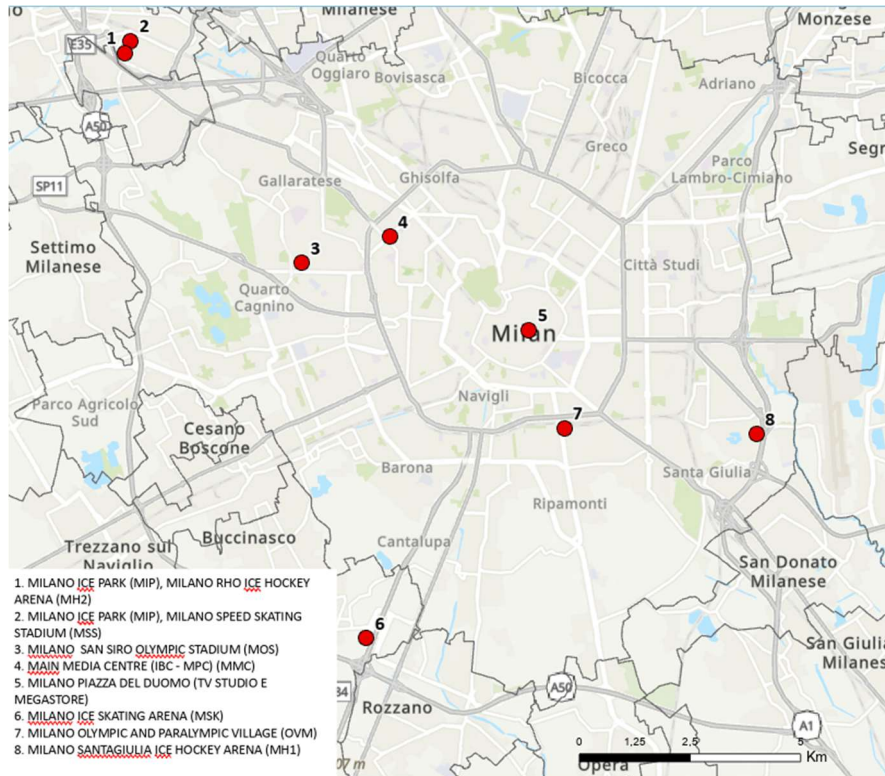 Milanese
Monzese
E35
1
2
Quarto
Oggiaro
Bovisasca
Bicocca
Adriano
A50
Greco
Segr
SP11
Gallaratese
Ghisolfa
Parco
Lambro-Cimiano
Settimo
Milanese
3
4
Città Studi
Quarto
Cagnino
5
Milan
Parco Agricolo
Sud
Navigli
Cesano
Boscone
7
8
Barona
Santa Giulia
Ripamonti
Trezzano sul
Naviglio
Buccinasco
Cantalupa
San Donato
Milanese
1. MILANO ICE PARK (MIP), MILANO RHO ICE HOCKEY
ARENA (MH2)
2. MILANO ICE PARK (MIP), MILANO SPEED SKATING
STADIUM (MSS)
3. MILANO  SAN SIRO OLYMPIC STADIUM (MOS)
4. MAIN MEDIA CENTRE (IBC - MPC) (MMC)
5. MILANO PIAZZA DEL DUOMO (TV STUDIO E
MEGASTORE)
6. MILANO ICE SKATING ARENA (MSK)
7. MILANO OLYMPIC AND PARALYMPIC VILLAGE (OVM)
8. MILANO SANTAGIULIA ICE HOCKEY ARENA (MH1)
6
San Giulia
Milanes
A50
Rozzano
A1
0 1,25 2,5 5
Km
Opera